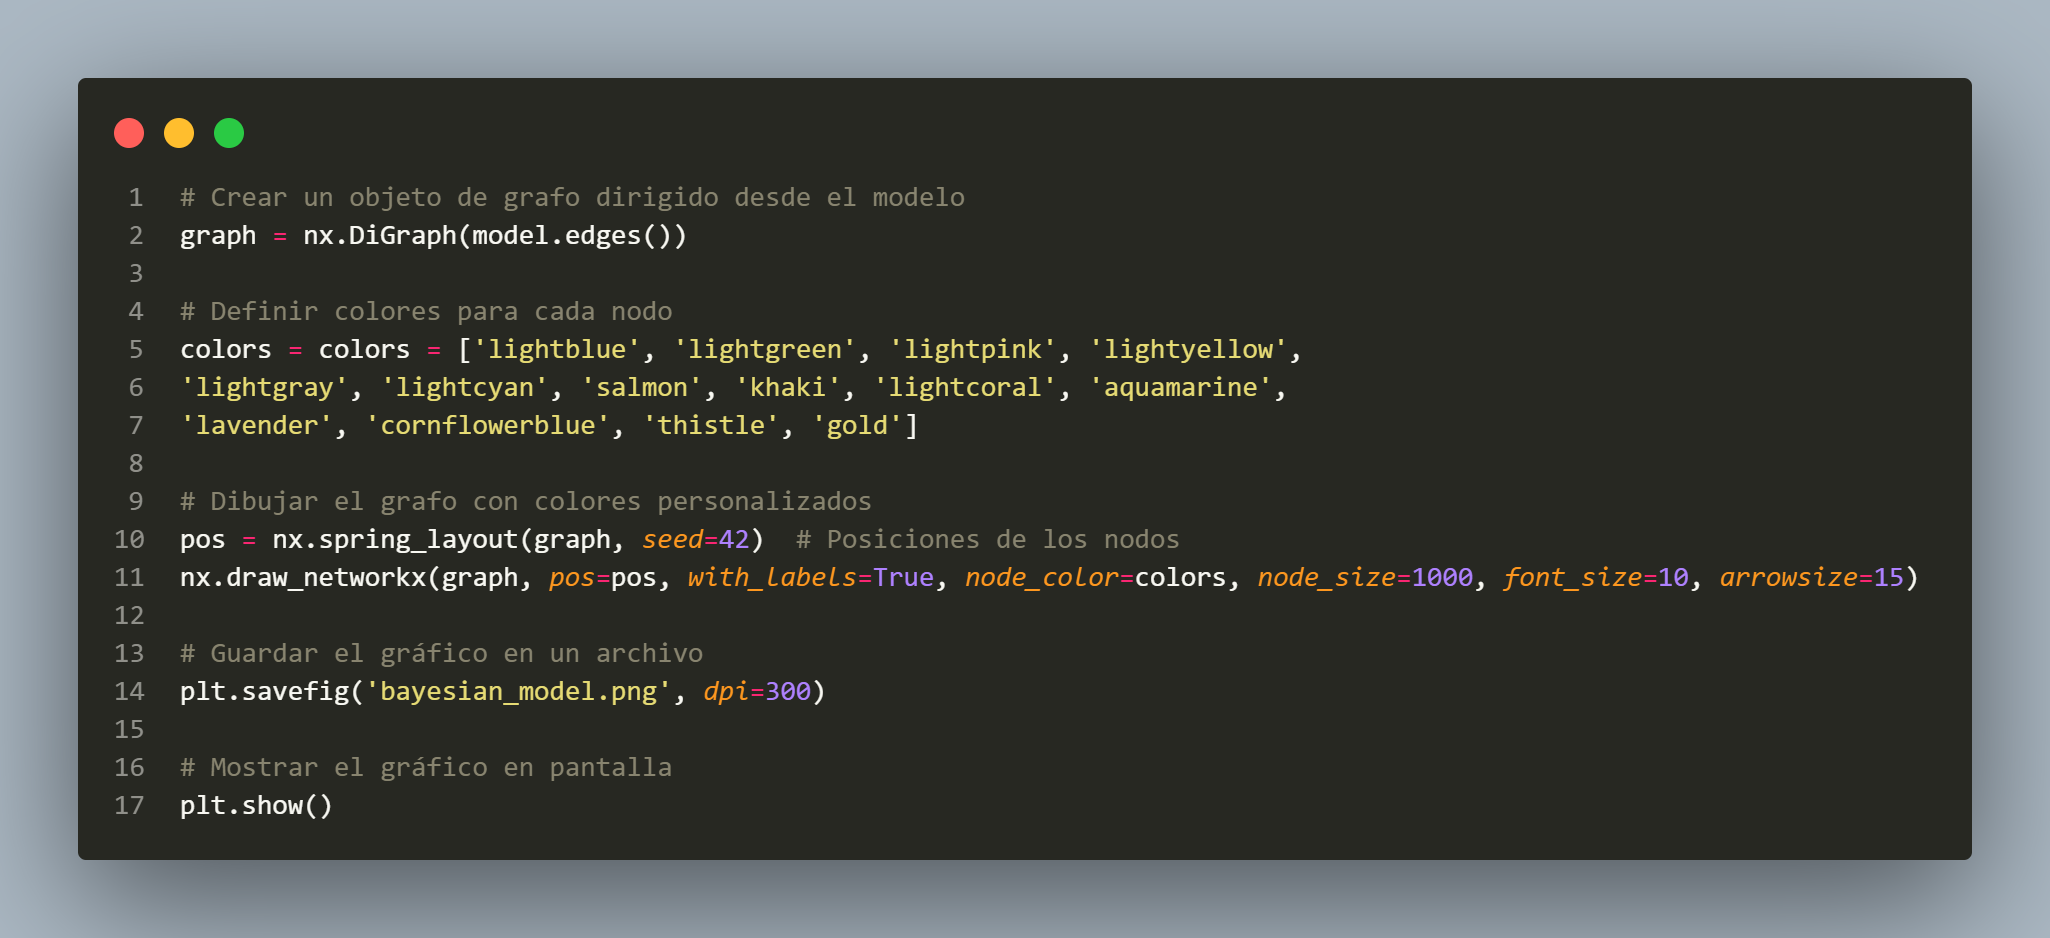 1 # Crear un objeto de grafo dirigido desde el modelo
2 graph = nx.DiGraph(model.edges())
3
4 # Definir colores para cada nodo
5 colors = colors = ['lightblue', 'lightgreen', 'lightpink', 'lightyellow',
6 'lightgray', 'lightcyan', 'salmon', 'khaki', 'lightcoral', 'aquamarine',
7 'lavender', 'cornflowerblue', 'thistle', 'gold']
8
9 # Dibujar el grafo con colores personalizados
10 pos = nx.spring_layout(graph, seed=42)  # Posiciones de los nodos
11 nx.draw_networkx(graph, pos=pos, with_labels=True, node_color=colors, node_size=1000, font_size=10, arrowsize=15)
12
13 # Guardar el gráfico en un archivo
14 plt.savefig('bayesian_model.png', dpi=300)
15
16 # Mostrar el gráfico en pantalla
17 plt.show()